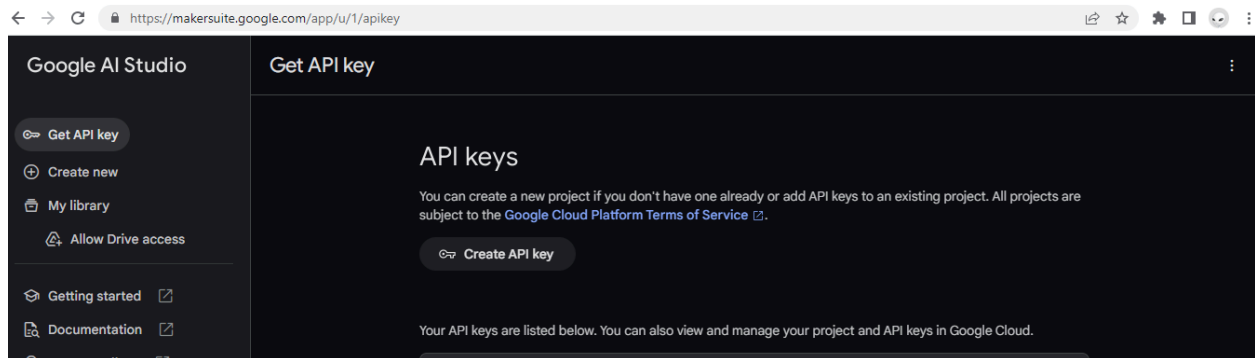 https://makersuite.google.com/app/u/1/apikey
Google AI Studio
Get API key
Get API key
Create new
My library
Allow Drive access
Getting started
Documentation
API keys
You can create a new project if you don't have one already or add API keys to an existing project. All projects are
subject to the Google Cloud Platform Terms of Service.
Create API key
Your API keys are listed below. You can also view and manage your project and API keys in Google Cloud.